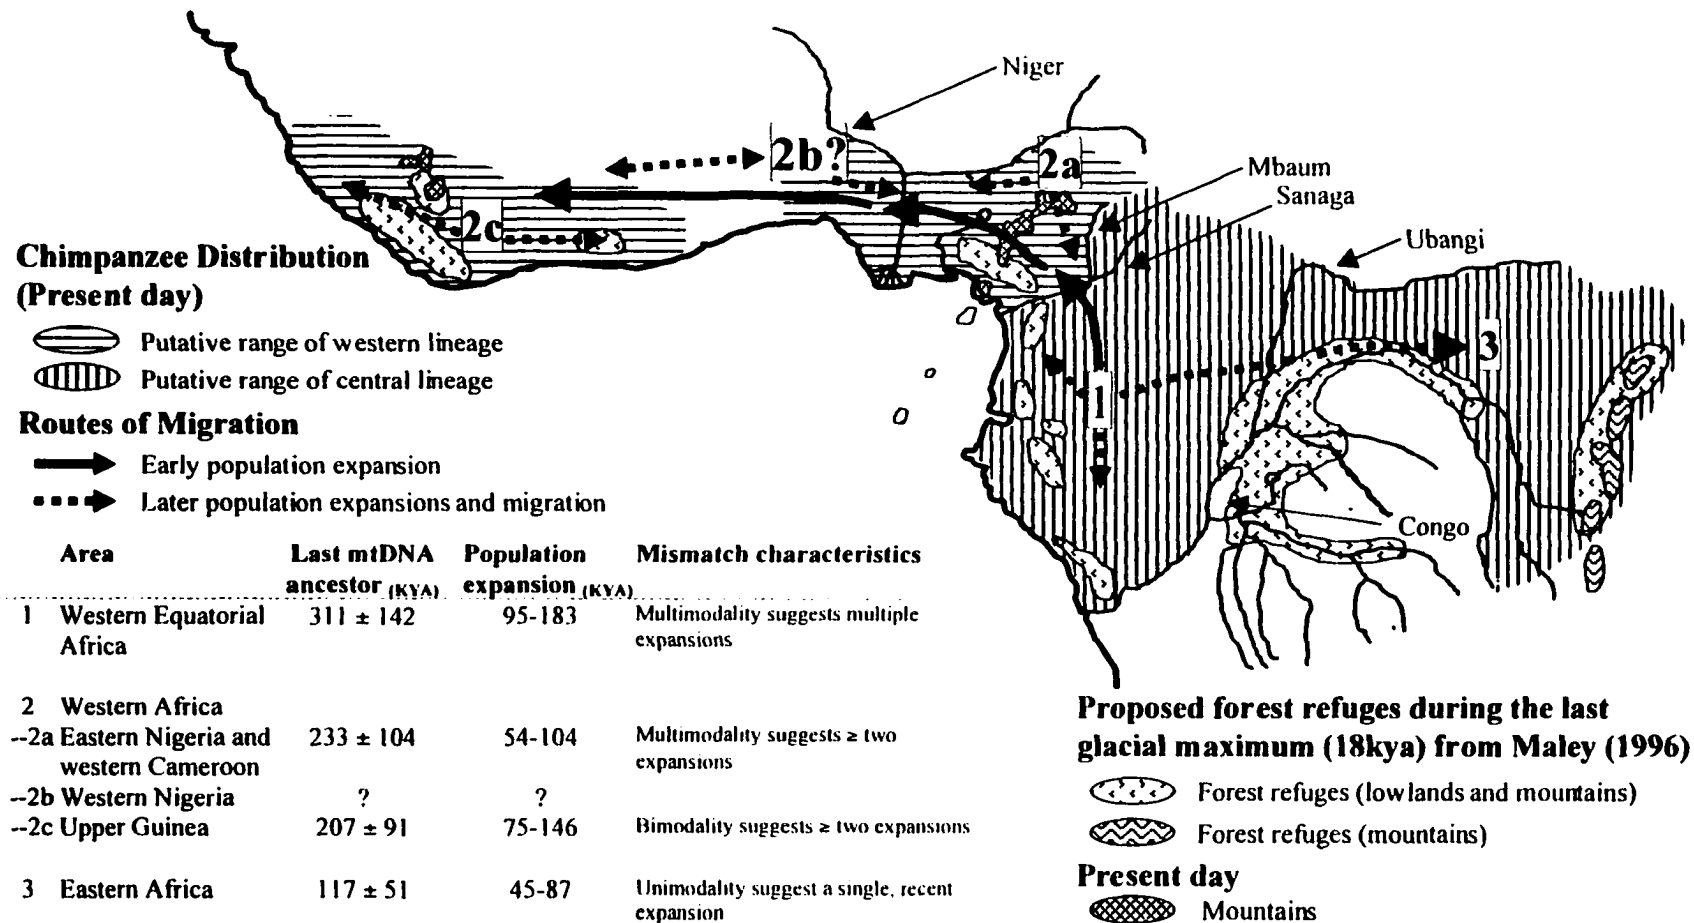 Niger
2b?
2a
Mbaum
Sanaga
2c
Ubangi
Chimpanzee Distribution
(Present day)
Putative range of western lineage
Putative range of central lineage
3
1
Routes of Migration
Early population expansion
Later population expansions and migration
Congo
Area Last mtDNA Population Mismatch characteristics
ancestor (KYA) expansion (KYA)
1 Western Equatorial 311 ± 142 95-183 Multimodality suggests multiple
Africa expansions
2 Western Africa
--2a Eastern Nigeria and 233 ± 104 54-104 Multimodality suggests ≥ two
western Cameroon expansions
--2b Western Nigeria ? ?
--2c Upper Guinea 207 ± 91 75-146 Bimodality suggests ≥ two expansions
3 Eastern Africa 117 ± 51 45-87 Unimodality suggest a single, recent
expansion
Proposed forest refuges during the last
glacial maximum (18kya) from Maley (1996)
Forest refuges (lowlands and mountains)
Forest refuges (mountains)
Present day
Mountains